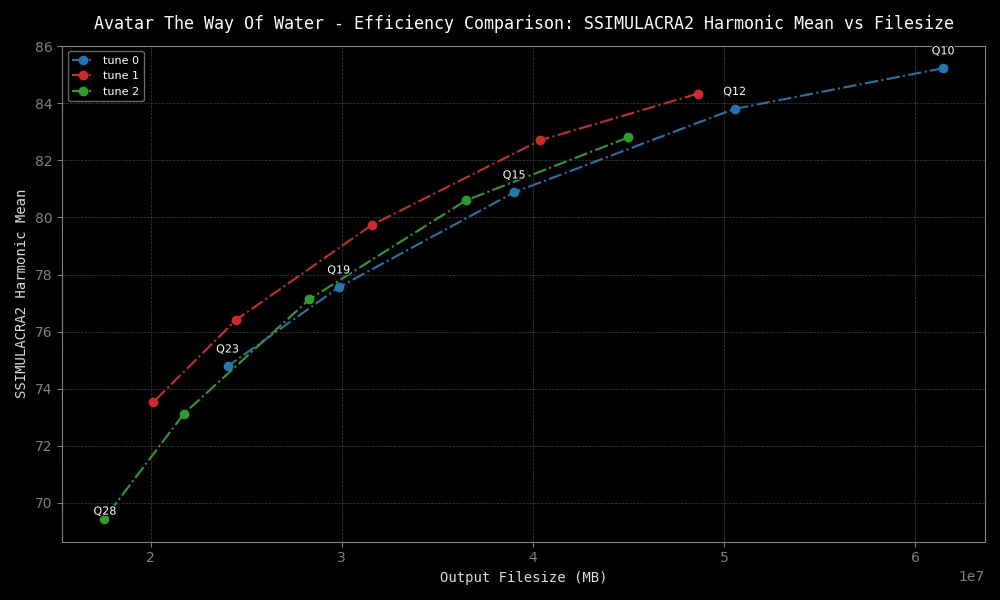 Avatar The Way Of Water - Efficiency Comparison: SSIMULACRA2 Harmonic Mean vs Filesize
tune 0
tune 1
tune 2
SSIMULACRA2 Harmonic Mean
86
84
82
80
78
76
74
72
70
Q10
Q12
Q15
Q19
Q23
Q28
2
3
4
5
6
1e7
Output Filesize (MB)